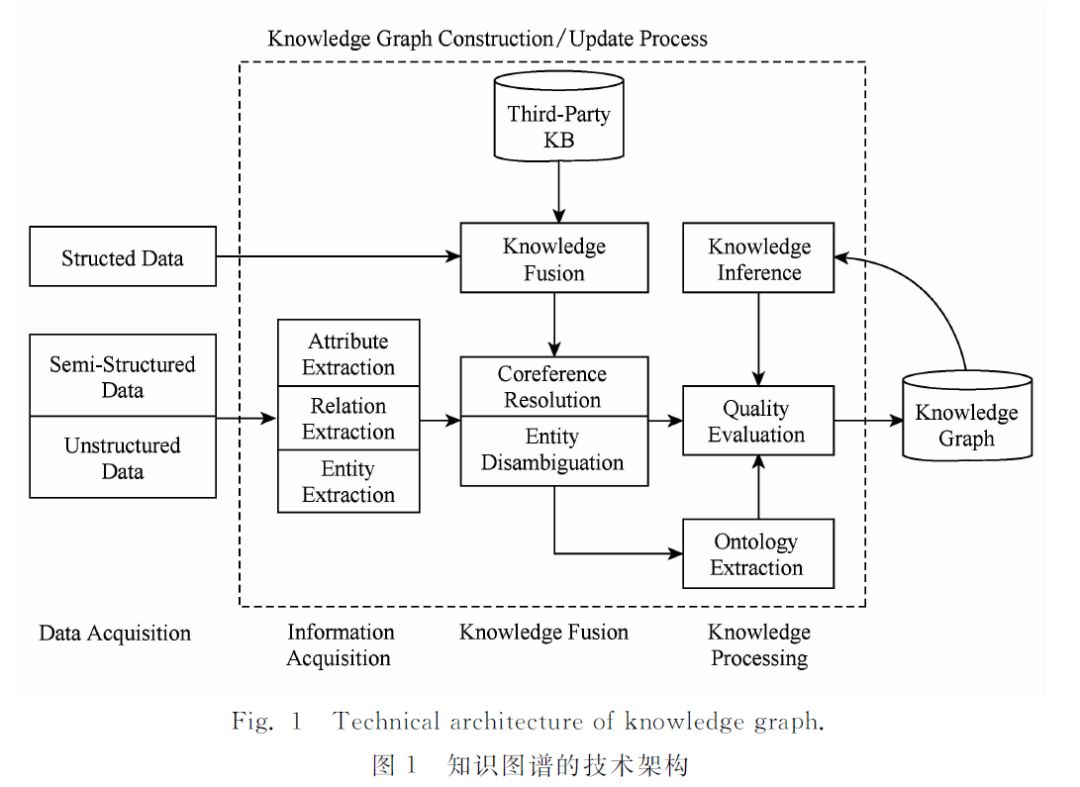 Knowledge Graph Construction/Update Process
Third-Party
KB
Structed Data
Knowledge
Fusion
Knowledge
Inference
Semi-Structured
Data
Unstructured
Data
Attribute
Extraction
Relation
Extraction
Entity
Extraction
Coreference
Resolution
Entity
Disambiguation
Quality
Evaluation
Knowledge
Graph
Ontology
Extraction
Data Acquisition
Information
Acquisition
Knowledge Fusion
Knowledge
Processing
Fig. 1 Technical architecture of knowledge graph.
图 1 知识图谱的技术架构